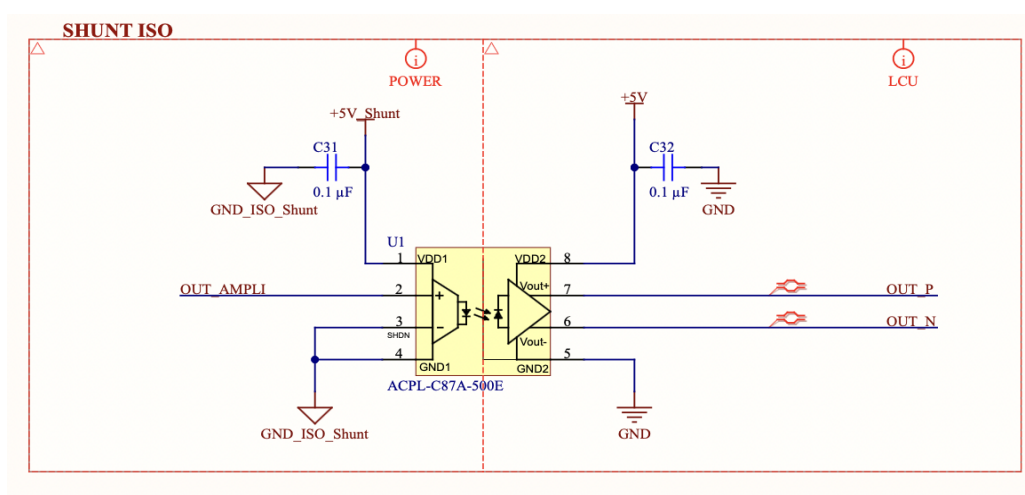 SHUNT ISO
POWER
LCU
+5V_Shunt
+5V
C31
C32
0.1 µF
0.1 µF
GND_ISO_Shunt
GND
U1
1
VDD1
VDD2
8
OUT_AMPLI
2
+
Vout+
7
OUT_P
3
-
6
OUT_N
SHDN
Vout-
4
GND1
GND2
5
ACPL-C87A-500E
GND_ISO_Shunt
GND